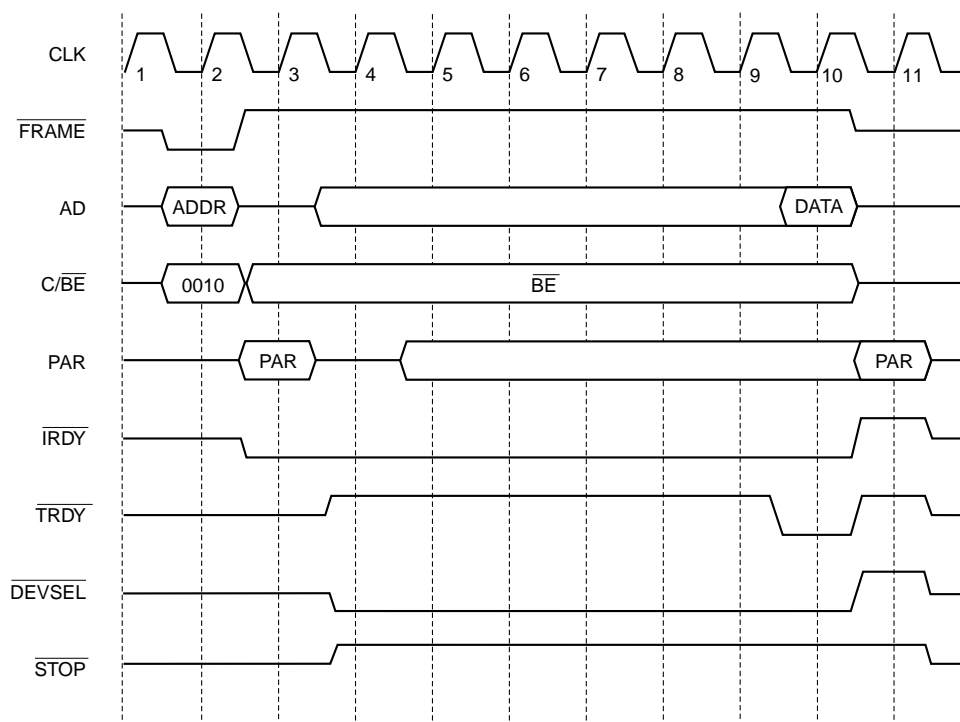 CLK
1 2 3 4 5 6 7 8 9 10 11
FRAME
AD ADDR DATA
C/BE 0010 BE
PAR PAR PAR
IRDY
TRDY
DEVSEL
STOP